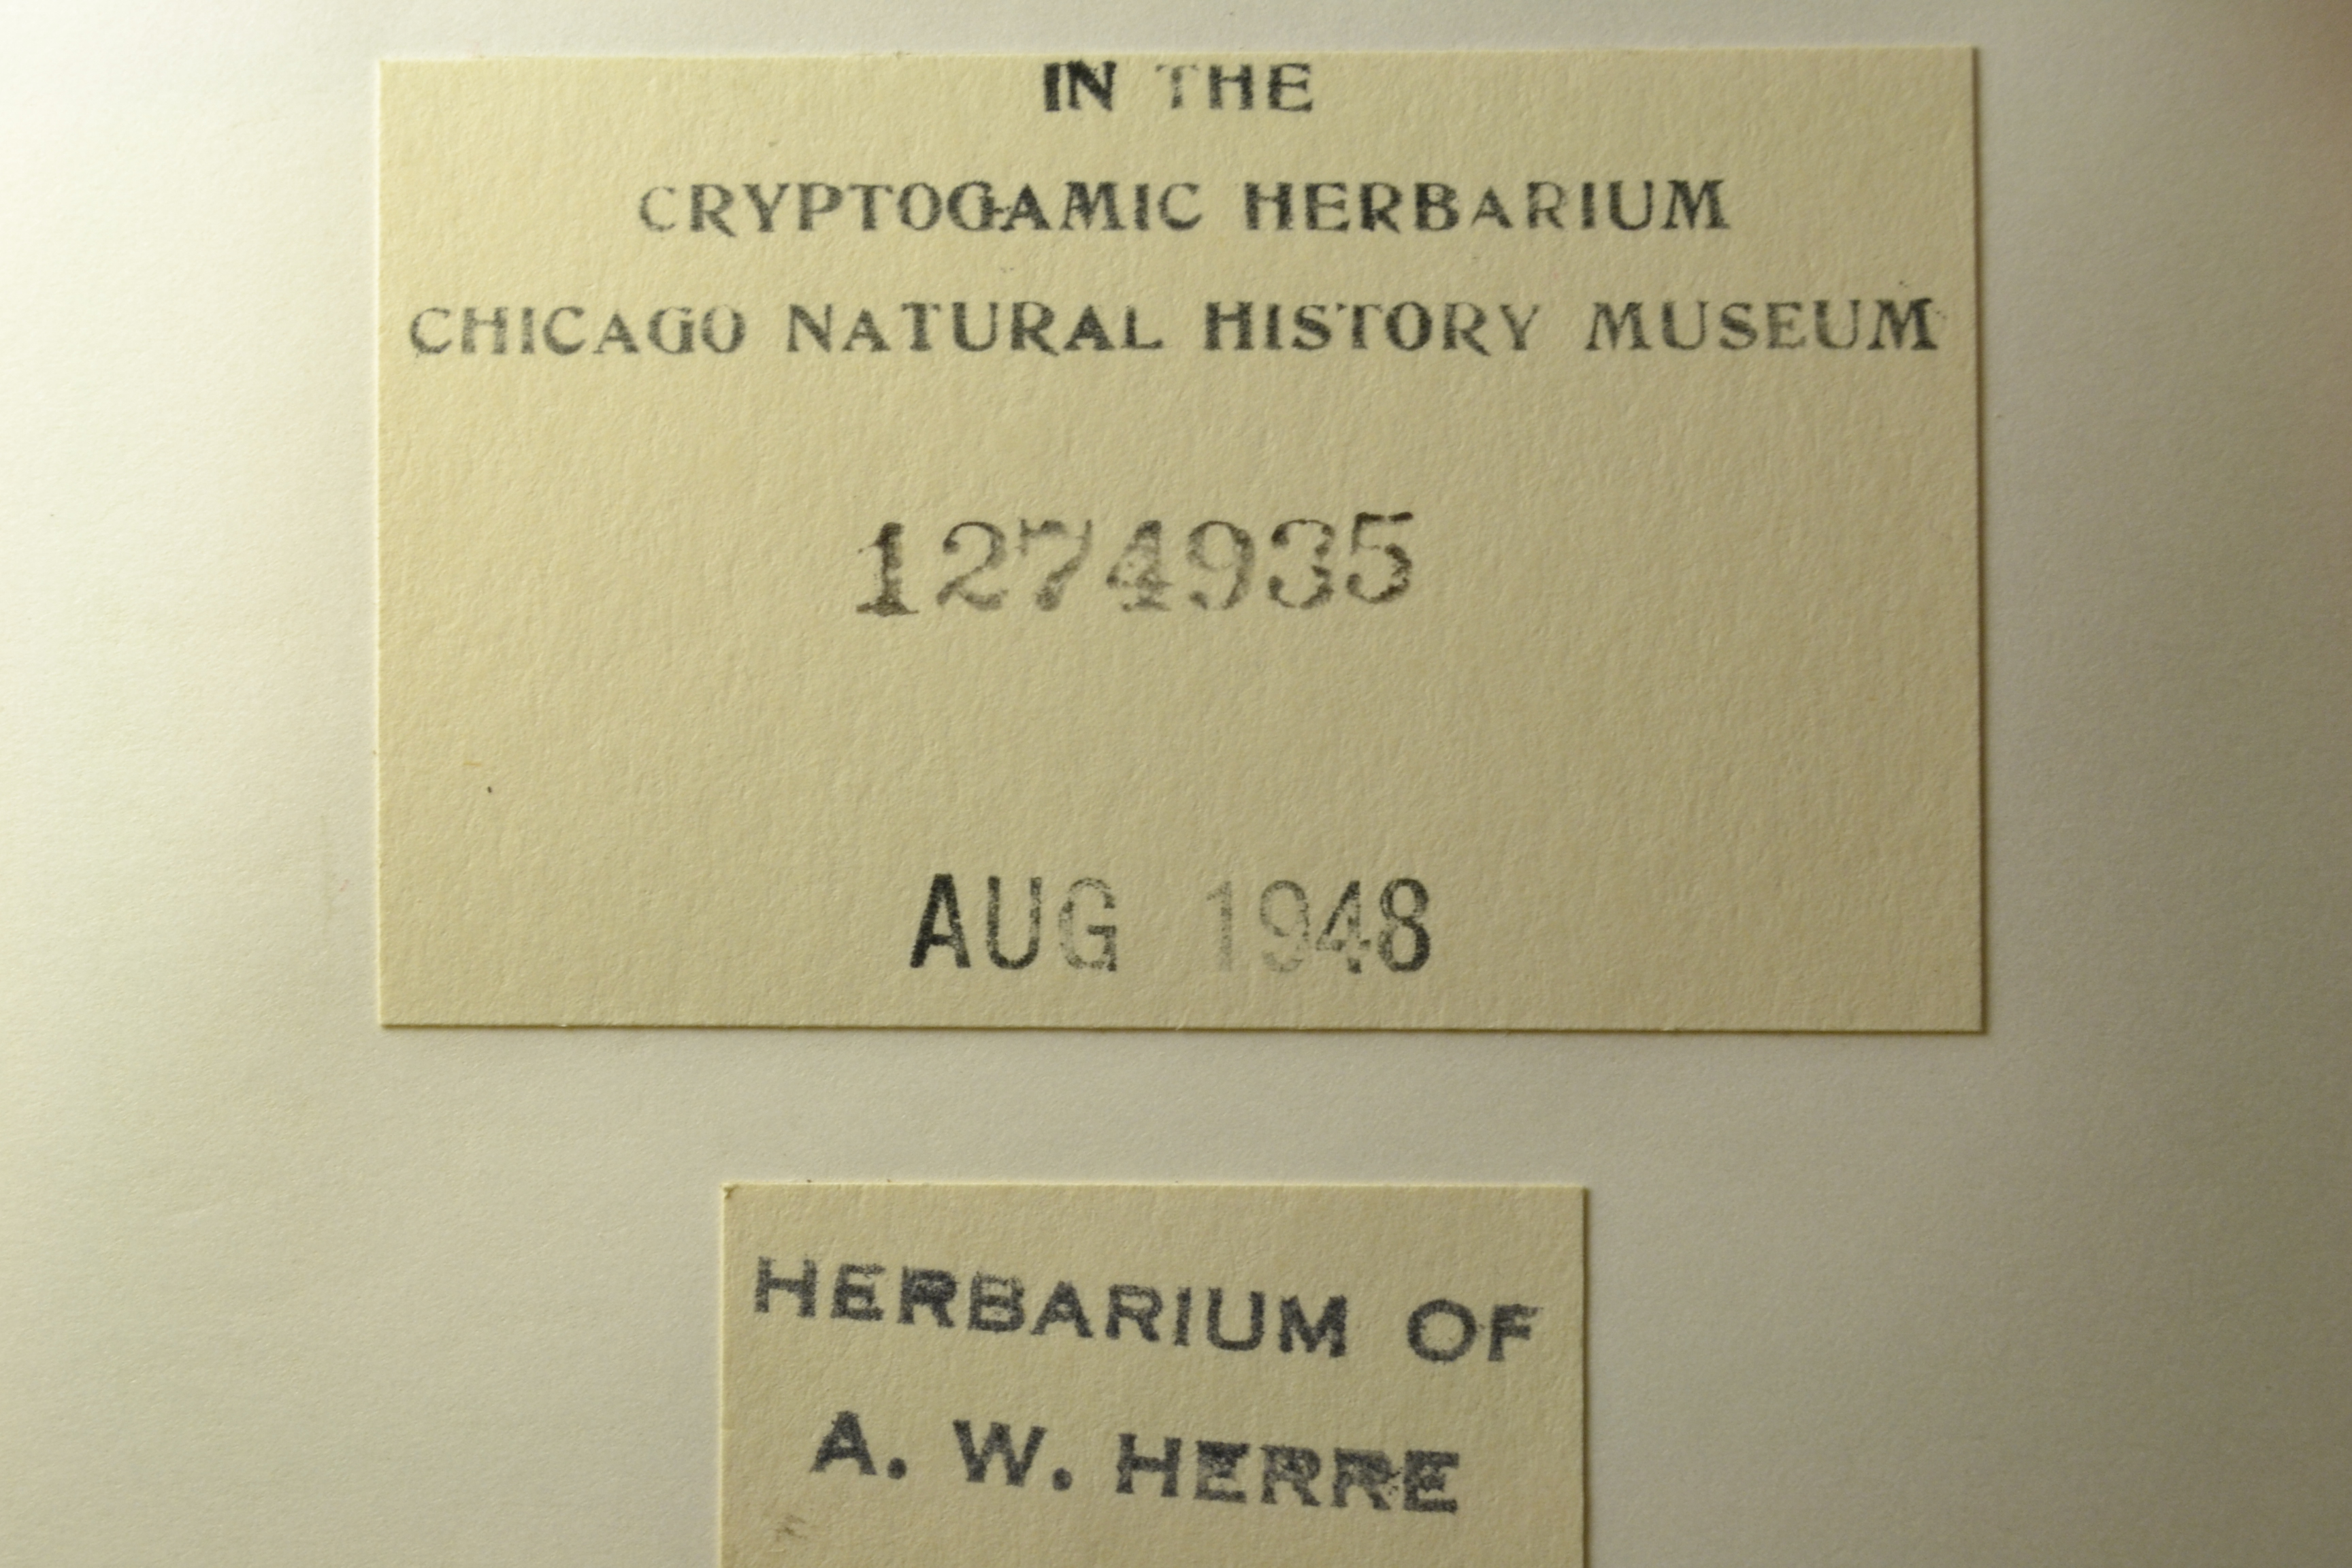 IN THE
CRYPTOGAMIC HERBARIUM
CHICAGO NATURAL HISTORY MUSEUM
1274935
AUG 1948
HERBARIUM OF
A. W. HERRE